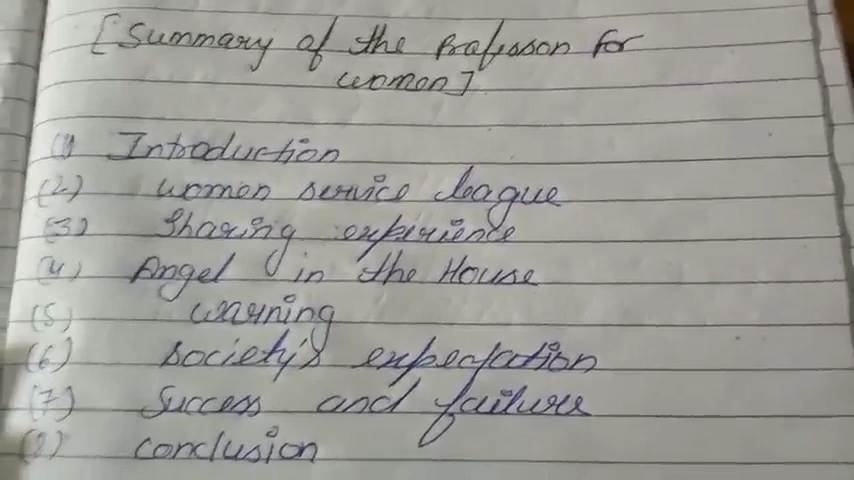 [Summary of the Profession for
women]
(1) Introduction
(2) women service league
(3) Sharing experience
(4) Angel in the House
(5) warning
(6) society's expectation
(7) Success and failure
(8) conclusion